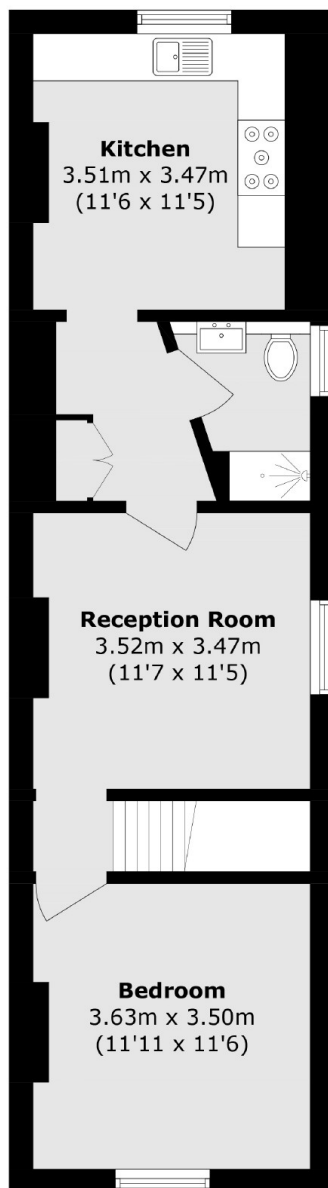 Kitchen
3.51m x 3.47m
(11'6 x 11'5)
Reception Room
3.52m x 3.47m
(11'7 x 11'5)
Bedroom
3.63m x 3.50m
(11'11 x 11'6)